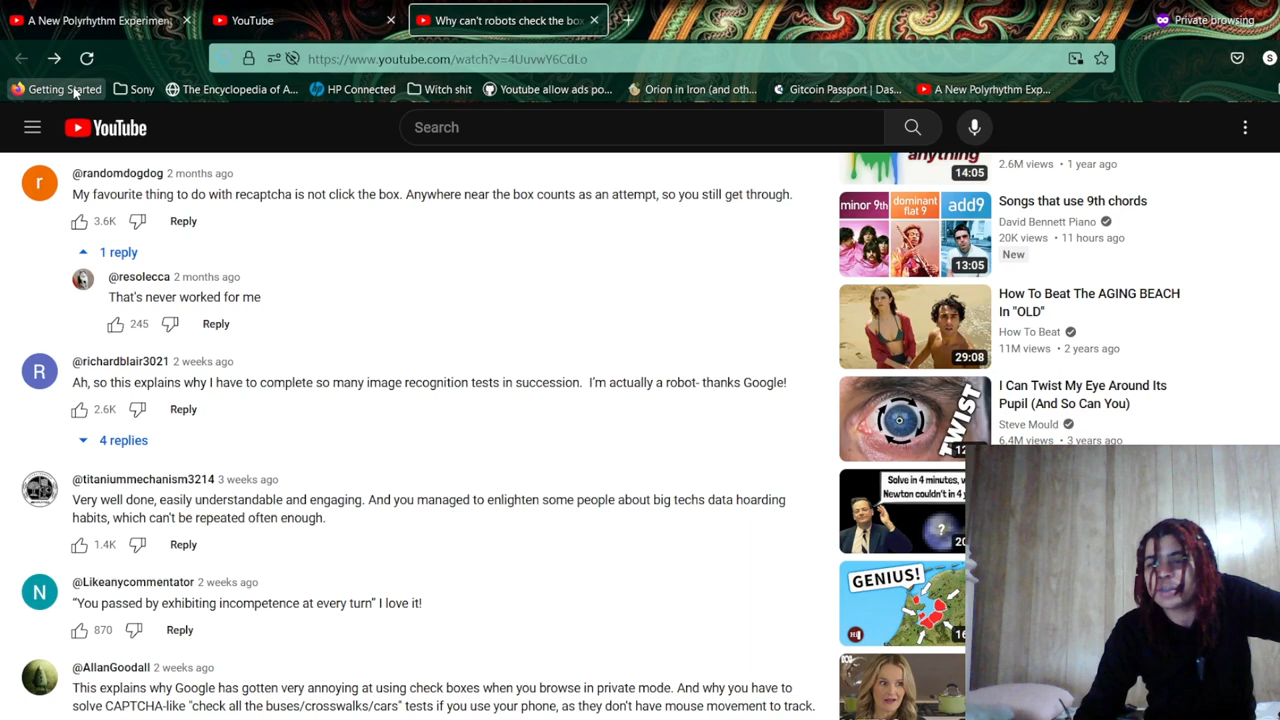 A New Polyrhythm Experimen
YouTube
Why can't robots check the box
Private browsing
https://www.youtube.com/watch?v=4UuvwY6CdLo
S
Getting Started
Sony
The Encyclopedia of A...
HP Connected
Witch shit
Youtube allow ads po...
Orion in Iron (and oth...
Gitcoin Passport | Das...
A New Polyrhythm Exp...
YouTube
Search
r
@randomdogdog 2 months ago
My favourite thing to do with recaptcha is not click the box. Anywhere near the box counts as an attempt, so you still get through.
3.6K
Reply
1 reply
@resolecca 2 months ago
That's never worked for me
245
Reply
R
@richardblair3021 2 weeks ago
Ah, so this explains why I have to complete so many image recognition tests in succession. I'm actually a robot- thanks Google!
2.6K
Reply
4 replies
@titaniummechanism3214 3 weeks ago
Very well done, easily understandable and engaging. And you managed to enlighten some people about big techs data hoarding
habits, which can't be repeated often enough.
1.4K
Reply
N
@Likeanycommentator 2 weeks ago
“You passed by exhibiting incompetence at every turn” I love it!
870
Reply
@AllanGoodall 2 weeks ago
This explains why Google has gotten very annoying at using check boxes when you browse in private mode. And why you have to
solve CAPTCHA-like "check all the buses/crosswalks/cars" tests if you use your phone, as they don't have mouse movement to track.
anything
14:05
2.6M views • 1 year ago
minor 9th
dominant
flat 9
add9
13:05
Songs that use 9th chords
David Bennett Piano
20K views • 11 hours ago
New
29:08
How To Beat The AGING BEACH
In "OLD"
How To Beat
11M views • 2 years ago
TWIST
I Can Twist My Eye Around Its
Pupil (And So Can You)
Steve Mould
6.4M views • 3 years ago
Solve in 4 minutes, w
Newton couldn't in 4 y
?
GENIUS!
Hi